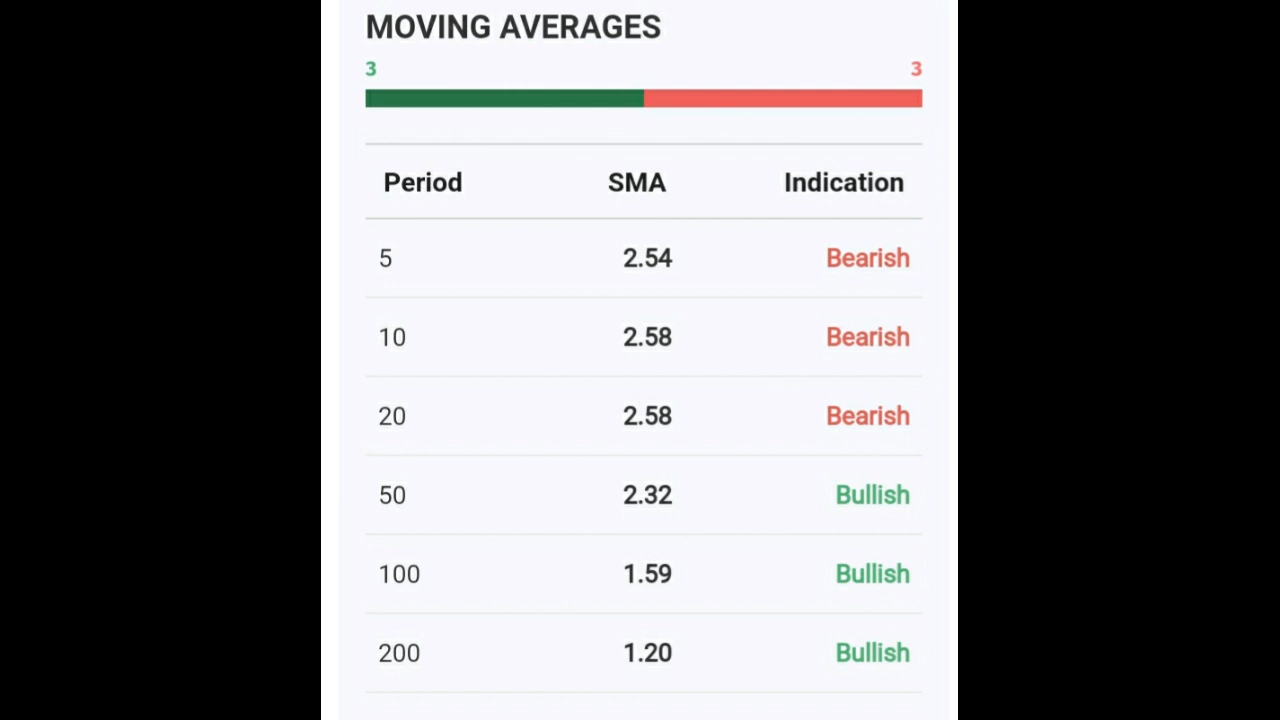 MOVING AVERAGES
3 3
Period SMA Indication
5 2.54 Bearish
10 2.58 Bearish
20 2.58 Bearish
50 2.32 Bullish
100 1.59 Bullish
200 1.20 Bullish